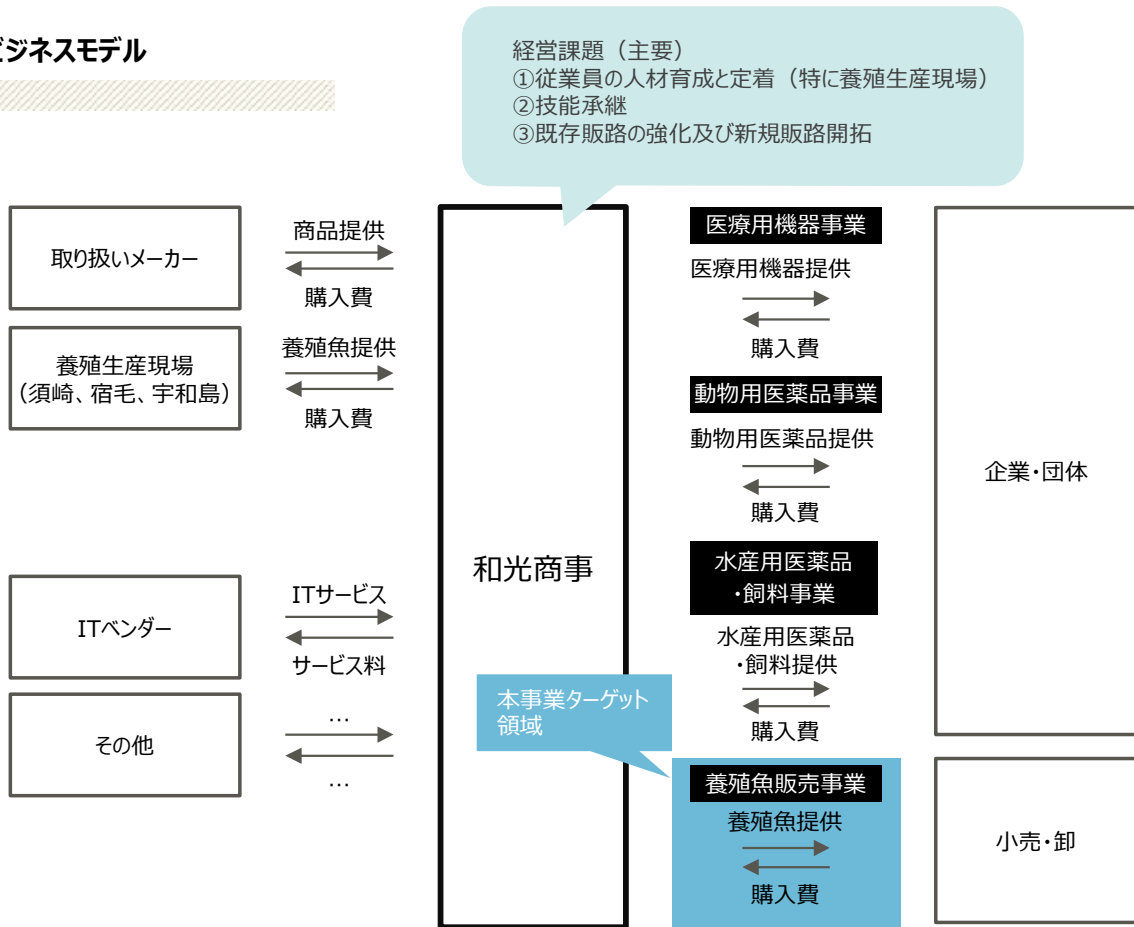 ビジネスモデル
経営課題（主要）
①従業員の人材育成と定着（特に養殖生産現場）
②技能承継
③既存販路の強化及び新規販路開拓
取り扱いメーカー
商品提供
購入費
養殖生産現場
（須崎、宿毛、宇和島）
養殖魚提供
購入費
ITベンダー
ITサービス
サービス料
その他
…
…
和光商事
本事業ターゲット
領域
医療用機器事業
医療用機器提供
購入費
動物用医薬品事業
動物用医薬品提供
購入費
水産用医薬品
・飼料事業
水産用医薬品
・飼料提供
購入費
養殖魚販売事業
養殖魚提供
購入費
企業・団体
小売・卸